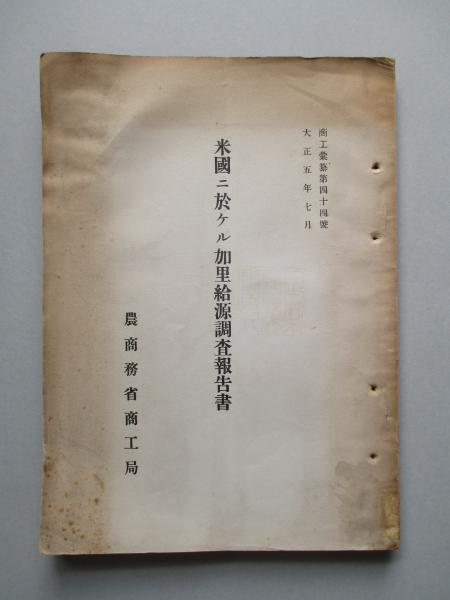 商工彙纂第四十四號
大正五年七月
米國ニ於ケル加里給源調査報告書
農商務省商工局